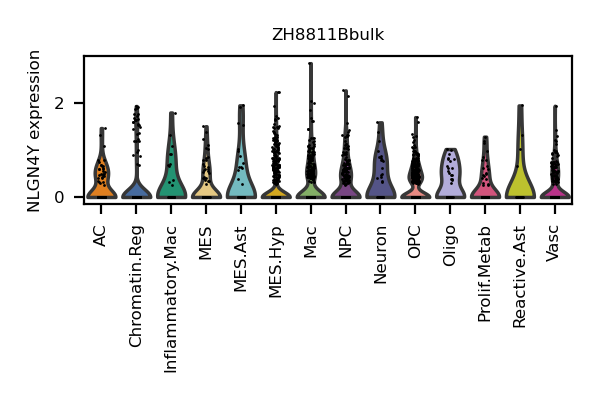 ZH8811Bbulk
NLGN4Y expression
2
0
AC
Chromatin.Reg
Inflammatory.Mac
MES
MES.Ast
MES.Hyp
Mac
NPC
Neuron
OPC
Oligo
Prolif.Metab
Reactive.Ast
Vasc